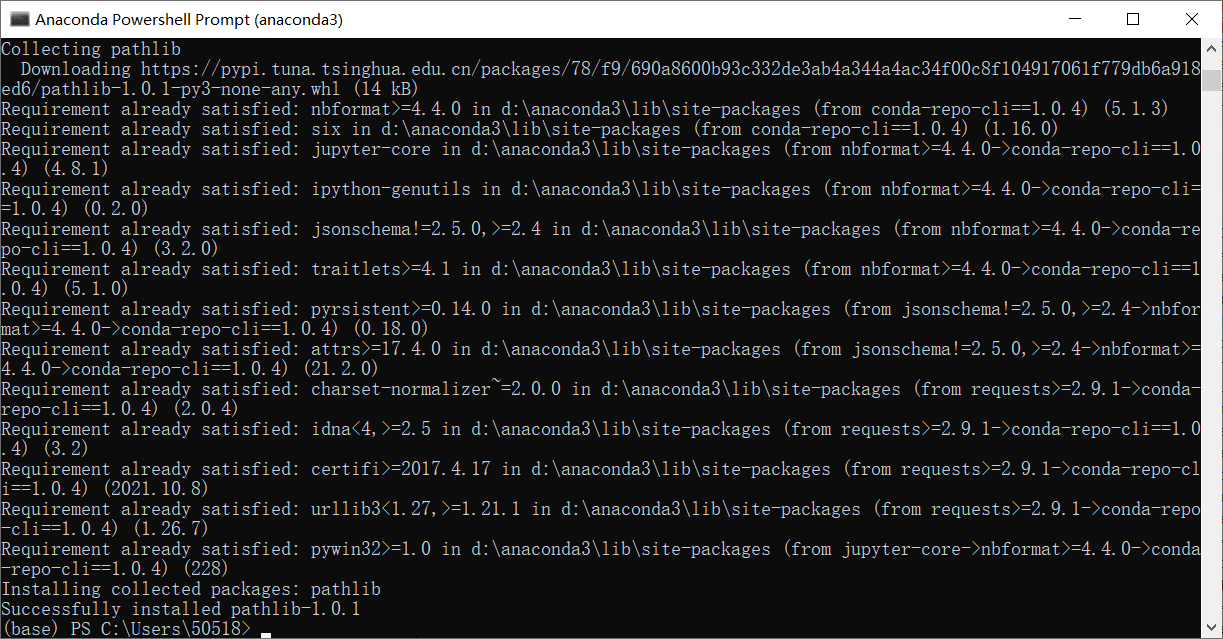 Anaconda Powershell Prompt (anaconda3)
Collecting pathlib
  Downloading https://pypi.tuna.tsinghua.edu.cn/packages/78/f9/690a8600b93c332de3ab4a344a4ac34f00c8f104917061f779db6a918
ed6/pathlib-1.0.1-py3-none-any.whl (14 kB)
Requirement already satisfied: nbformat>=4.4.0 in d:\anaconda3\lib\site-packages (from conda-repo-cli==1.0.4) (5.1.3)
Requirement already satisfied: six in d:\anaconda3\lib\site-packages (from conda-repo-cli==1.0.4) (1.16.0)
Requirement already satisfied: jupyter-core in d:\anaconda3\lib\site-packages (from nbformat>=4.4.0->conda-repo-cli==1.0
.4) (4.8.1)
Requirement already satisfied: ipython-genutils in d:\anaconda3\lib\site-packages (from nbformat>=4.4.0->conda-repo-cli=
=1.0.4) (0.2.0)
Requirement already satisfied: jsonschema!=2.5.0,>=2.4 in d:\anaconda3\lib\site-packages (from nbformat>=4.4.0->conda-re
po-cli==1.0.4) (3.2.0)
Requirement already satisfied: traitlets>=4.1 in d:\anaconda3\lib\site-packages (from nbformat>=4.4.0->conda-repo-cli==1
.0.4) (5.1.0)
Requirement already satisfied: pyrsistent>=0.14.0 in d:\anaconda3\lib\site-packages (from jsonschema!=2.5.0,>=2.4->nbfor
mat>=4.4.0->conda-repo-cli==1.0.4) (0.18.0)
Requirement already satisfied: attrs>=17.4.0 in d:\anaconda3\lib\site-packages (from jsonschema!=2.5.0,>=2.4->nbformat>=
4.4.0->conda-repo-cli==1.0.4) (21.2.0)
Requirement already satisfied: charset-normalizer~=2.0.0 in d:\anaconda3\lib\site-packages (from requests>=2.9.1->conda-
repo-cli==1.0.4) (2.0.4)
Requirement already satisfied: idna<4,>=2.5 in d:\anaconda3\lib\site-packages (from requests>=2.9.1->conda-repo-cli==1.0
.4) (3.2)
Requirement already satisfied: certifi>=2017.4.17 in d:\anaconda3\lib\site-packages (from requests>=2.9.1->conda-repo-cl
i==1.0.4) (2021.10.8)
Requirement already satisfied: urllib3<1.27,>=1.21.1 in d:\anaconda3\lib\site-packages (from requests>=2.9.1->conda-repo
-cli==1.0.4) (1.26.7)
Requirement already satisfied: pywin32>=1.0 in d:\anaconda3\lib\site-packages (from jupyter-core->nbformat>=4.4.0->conda
-repo-cli==1.0.4) (228)
Installing collected packages: pathlib
Successfully installed pathlib-1.0.1
(base) PS C:\Users\50518>